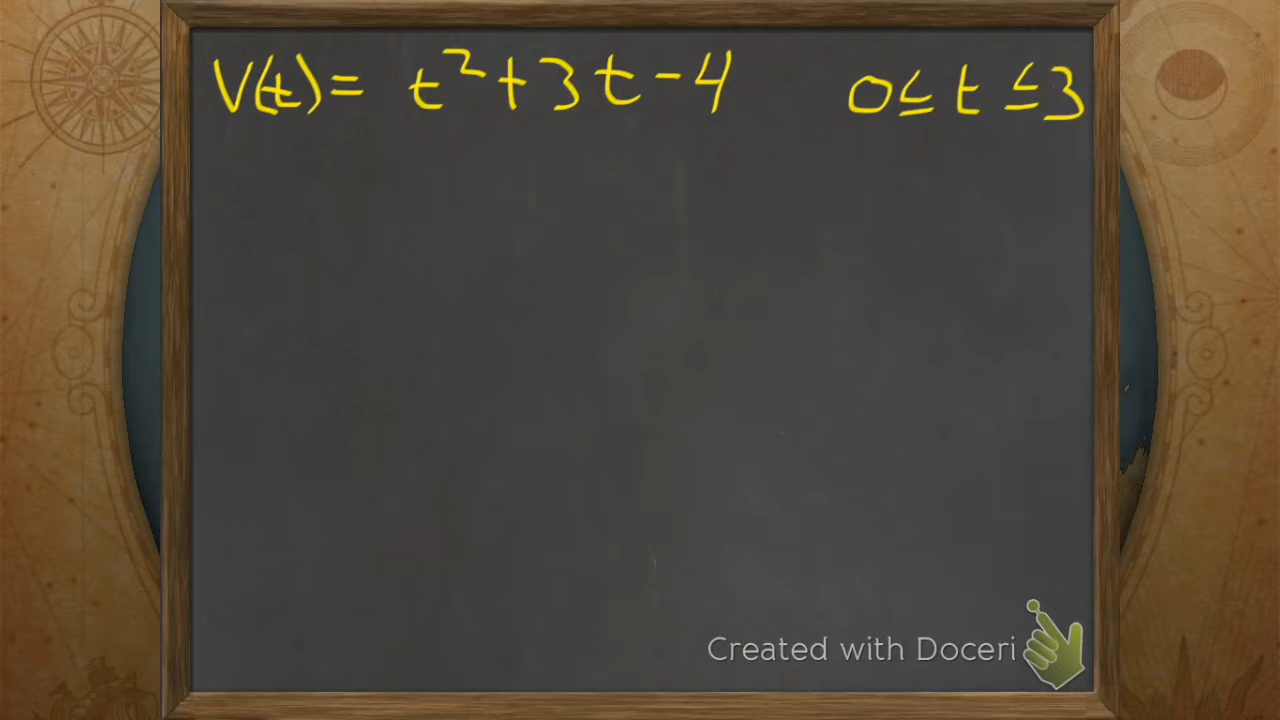 V(t) = t²+3t-4 0≤ t ≤3
Created with Doceri